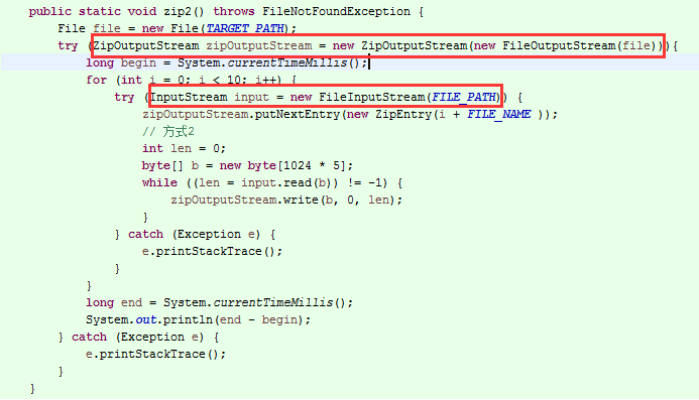 public static void zip2() throws FileNotFoundException {
File file = new File(TARGET_PATH);
try (ZipOutputStream zipOutputStream = new ZipOutputStream(new FileOutputStream(file))){
long begin = System.currentTimeMillis();
for (int i = 0; i < 10; i++) {
try (InputStream input = new FileInputStream(FILE_PATH)) {
zipOutputStream.putNextEntry(new ZipEntry(i + FILE_NAME ));
// 方式2
int len = 0;
byte[] b = new byte[1024 * 5];
while ((len = input.read(b)) != -1) {
zipOutputStream.write(b, 0, len);
}
} catch (Exception e) {
e.printStackTrace();
}
}
long end = System.currentTimeMillis();
System.out.println(end - begin);
} catch (Exception e) {
e.printStackTrace();
}
}